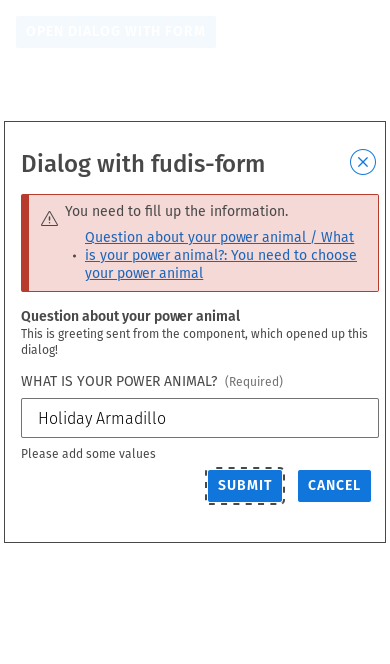 OPEN DIALOG WITH FORM
Dialog with fudis-form
You need to fill up the information.
Question about your power animal / What
is your power animal?: You need to choose
your power animal
Question about your power animal
This is greeting sent from the component, which opened up this
dialog!
WHAT IS YOUR POWER ANIMAL? (Required)
Holiday Armadillo
Please add some values
SUBMIT CANCEL